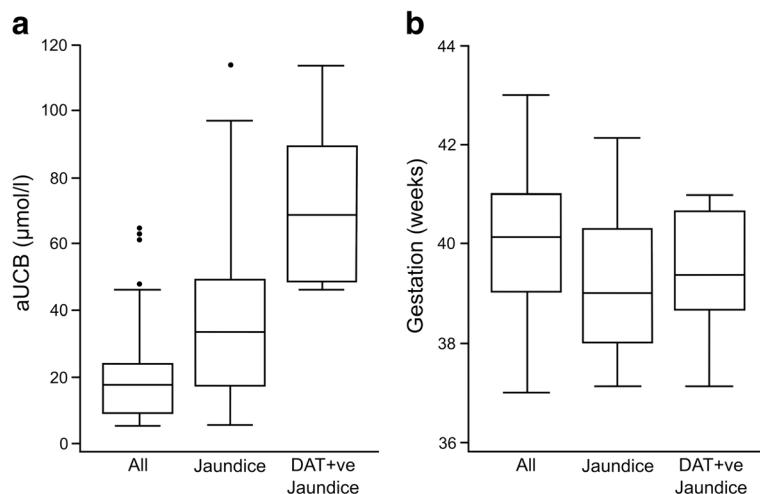 a
aUCB (µmol/l)
120
100
80
60
40
20
0
All
Jaundice
DAT+ve
Jaundice
b
Gestation (weeks)
44
42
40
38
36
All
Jaundice
DAT+ve
Jaundice